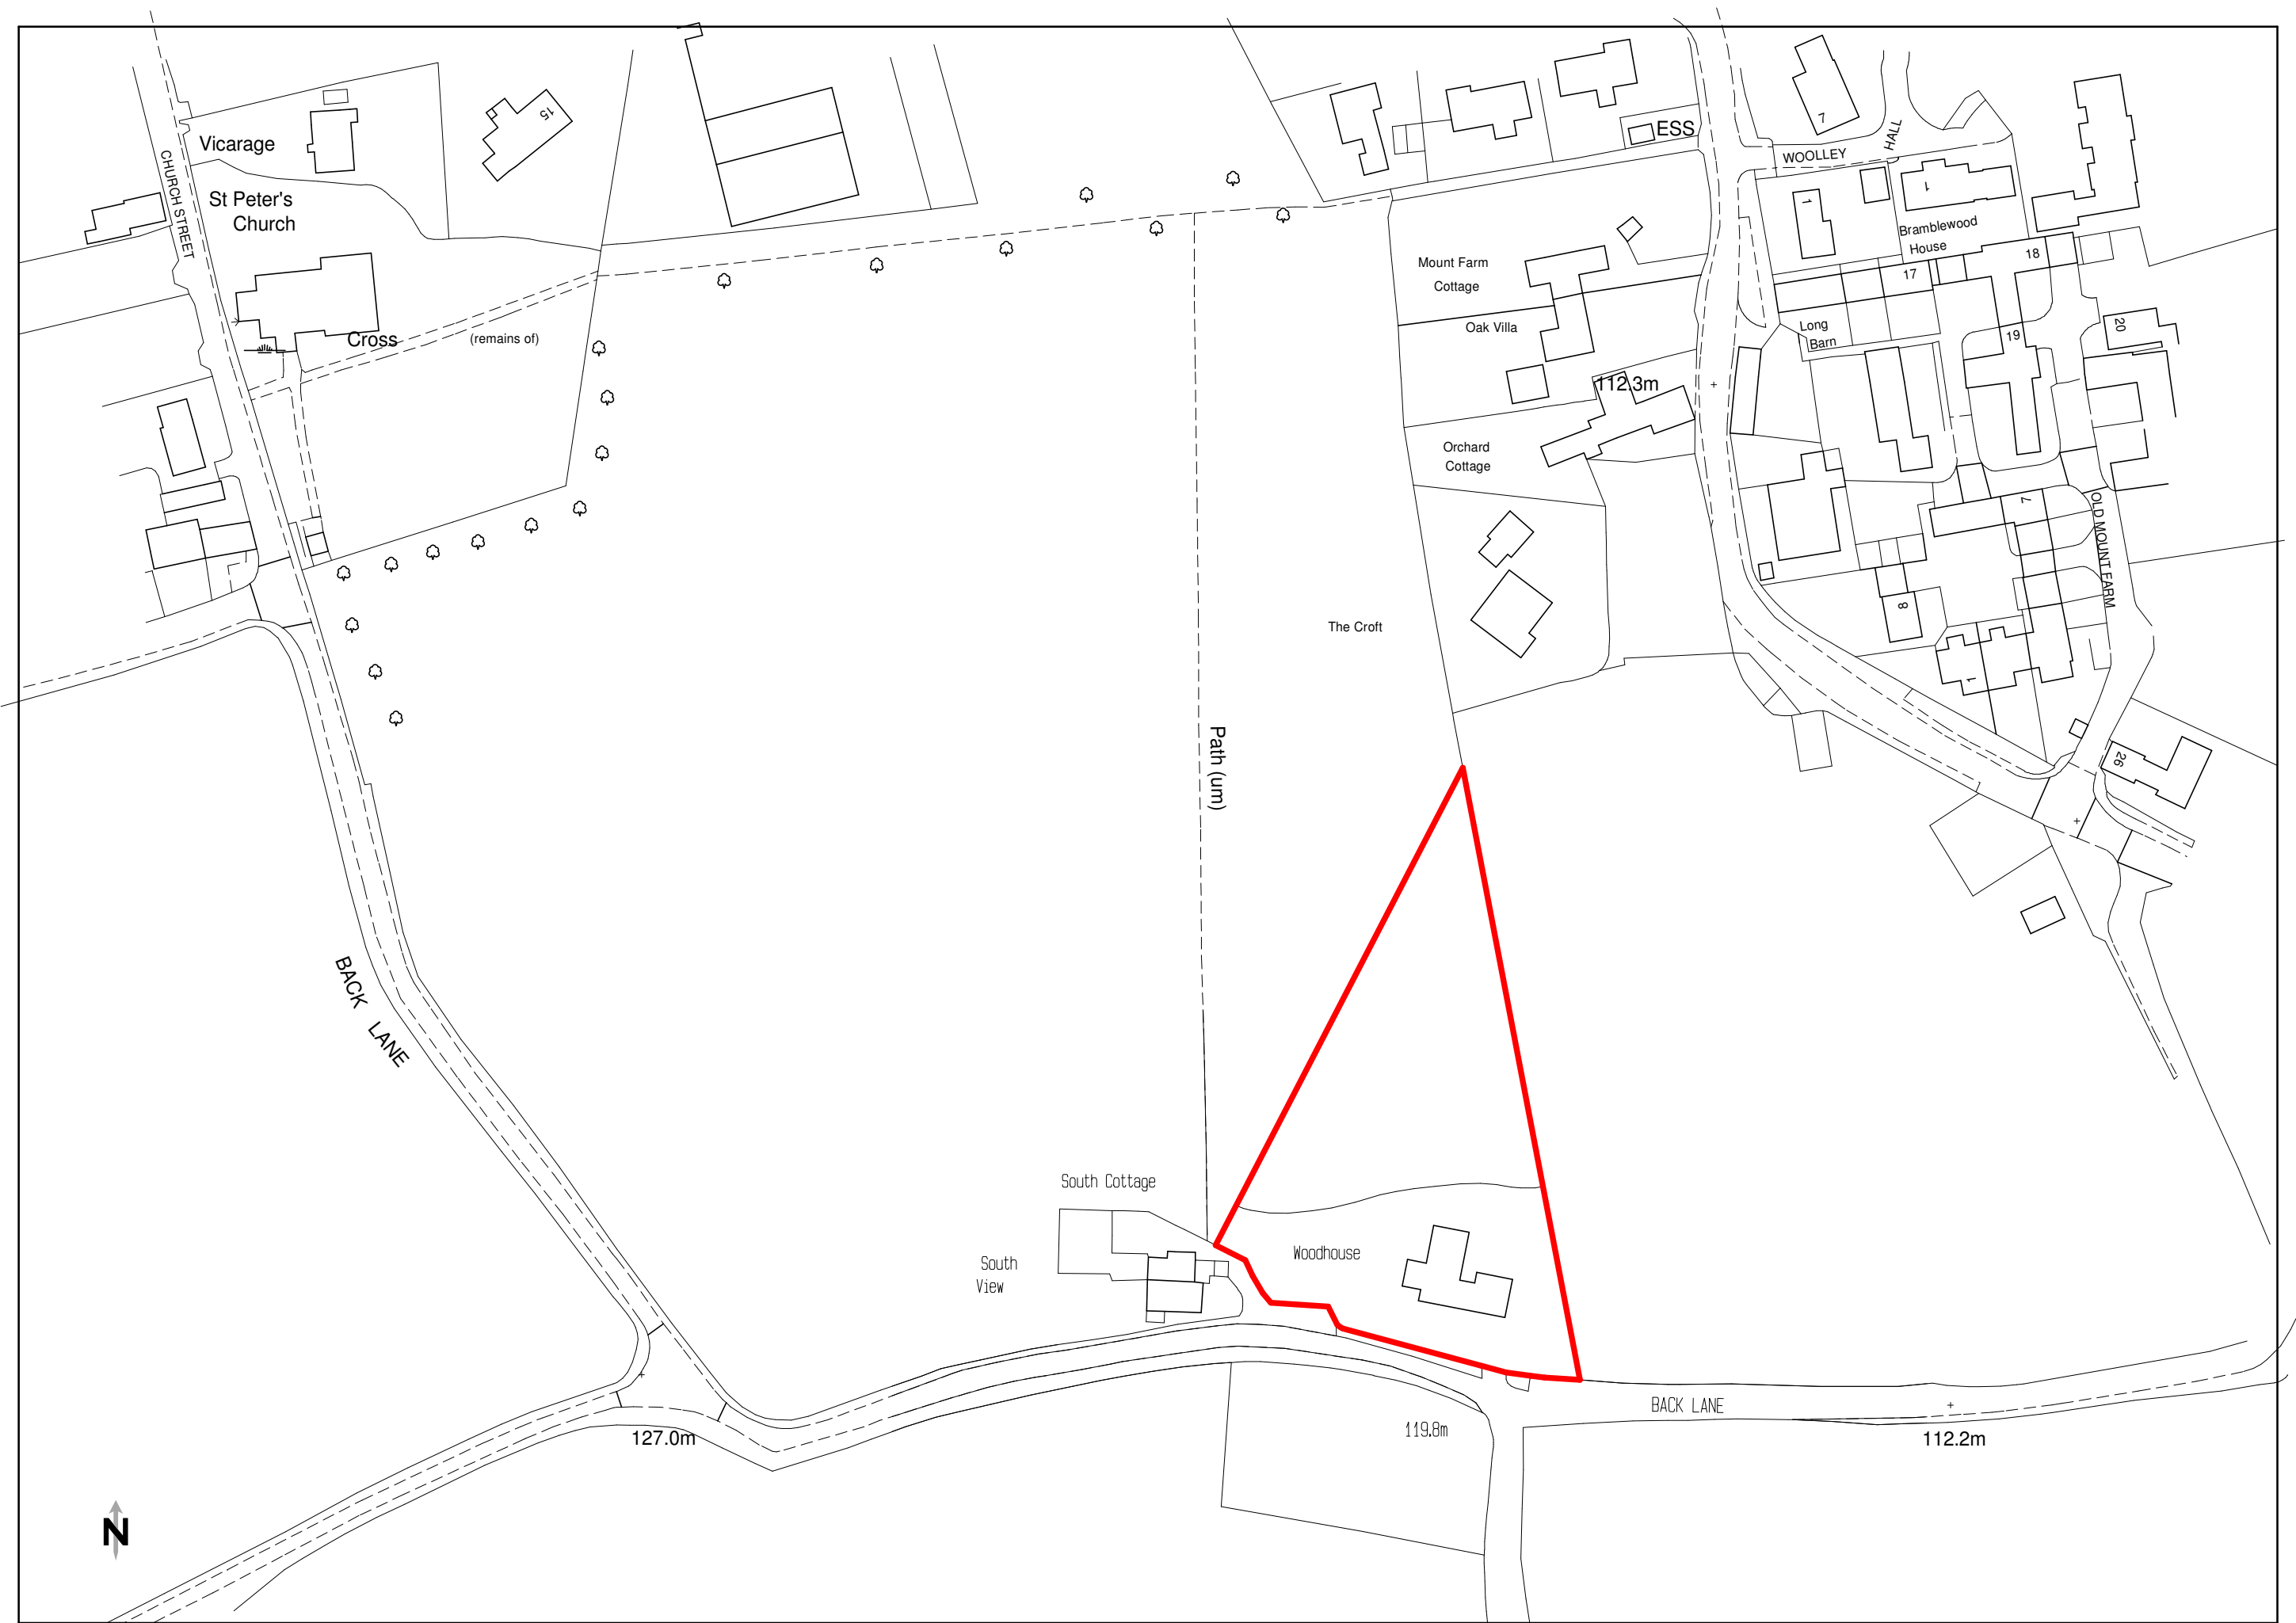 Vicarage
15
CHURCH STREET
St Peter's
Church
Cross
(remains of)
ESS
7
WOOLLEY
HALL
1
1
Bramblewood
House
18
17
Mount Farm
Cottage
Oak Villa
Long
Barn
19
20
112.3m
Orchard
Cottage
7
OLD MOUNT FARM
8
The Croft
1
26
Path (um)
BACK LANE
South Cottage
South
View
Woodhouse
BACK LANE
119.8m
127.0m
112.2m
N